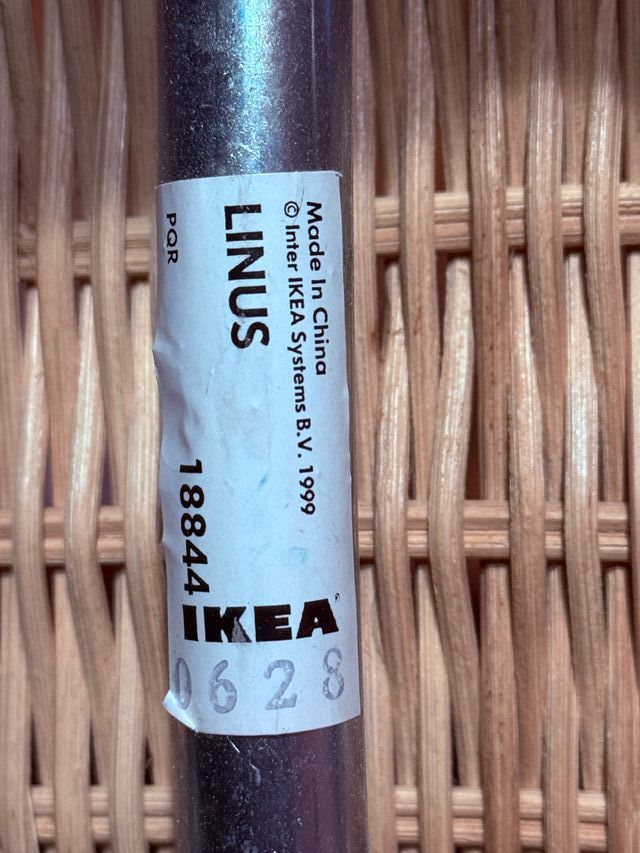 Made In China
© Inter IKEA Systems B.V. 1999
LINUS
PQR
18844
IKEA
0628